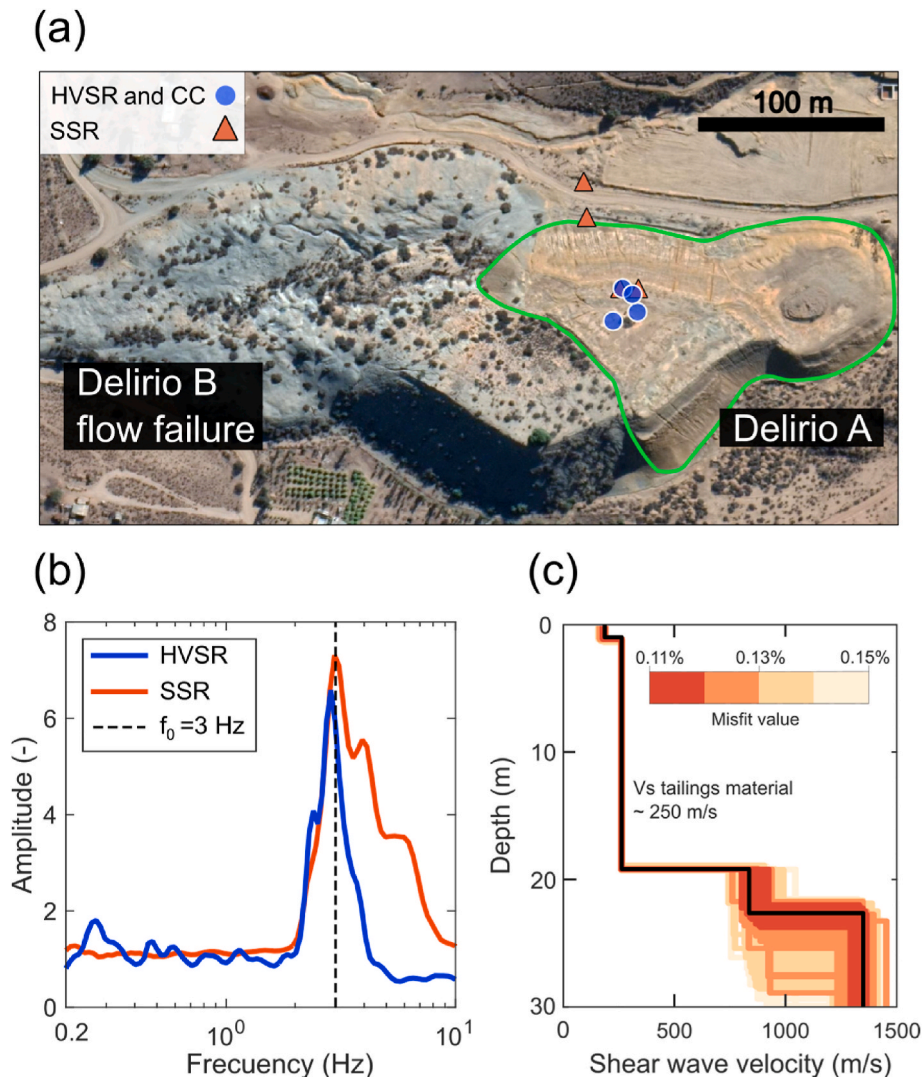 (a)
HVSR and CC
SSR
100 m
Delirio B
flow failure
Delirio A
(b)
8
6
4
2
0
0.2
10^0
10^1
Amplitude (-)
Frecuency (Hz)
HVSR
SSR
f_0 =3 Hz
(c)
0
10
20
30
0
500
1000
1500
Depth (m)
Shear wave velocity (m/s)
0.11%
0.13%
0.15%
Misfit value
Vs tailings material
~ 250 m/s